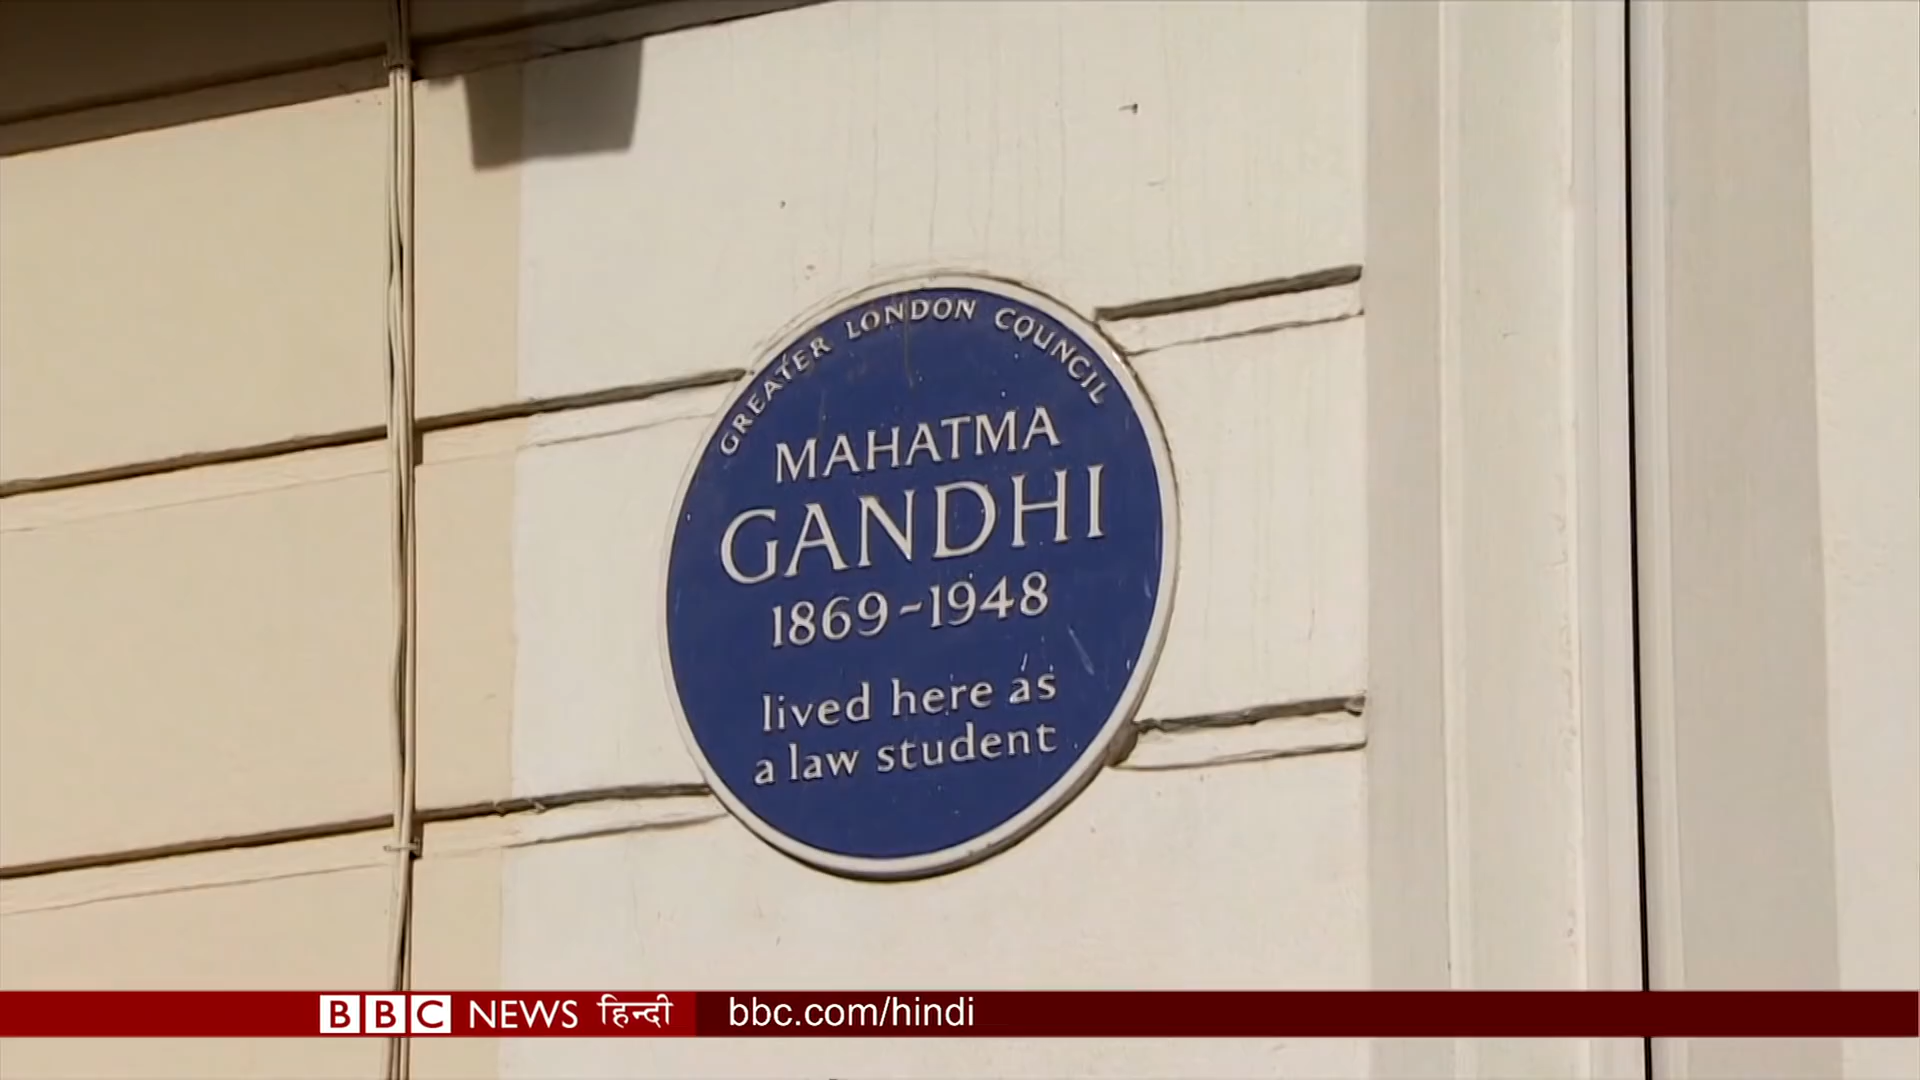 GREATER LONDON COUNCIL
MAHATMA
GANDHI
1869-1948
lived here as
a law student
BBC NEWS हिन्दी bbc.com/hindi